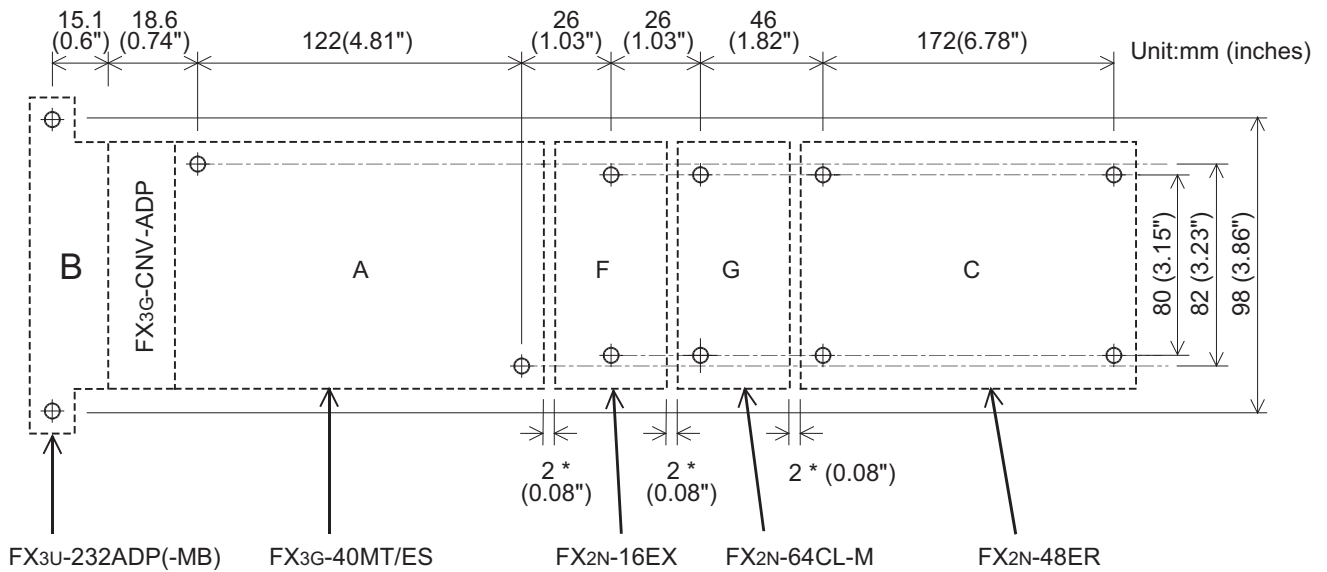 15.1
(0.6")
18.6
(0.74")
122(4.81")
26
(1.03")
26
(1.03")
46
(1.82")
172(6.78")
Unit:mm (inches)
B
FX3G-CNV-ADP
A
F
G
C
80 (3.15")
82 (3.23")
98 (3.86")
2 *
(0.08")
2 *
(0.08")
2 * (0.08")
FX3U-232ADP(-MB)
FX3G-40MT/ES
FX2N-16EX
FX2N-64CL-M
FX2N-48ER